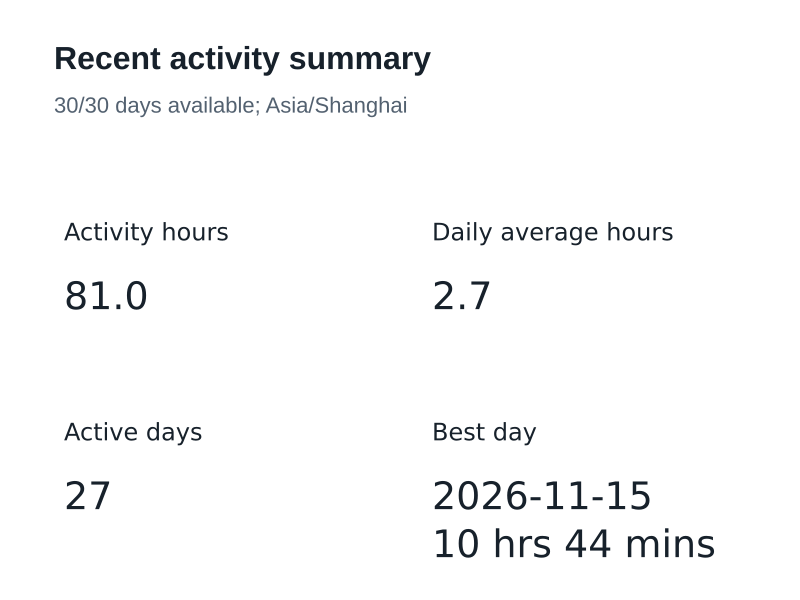 Recent activity summary
30/30 days available; Asia/Shanghai
Activity hours
81.0
Daily average hours
2.7
Active days
27
Best day
2026-11-15
10 hrs 44 mins